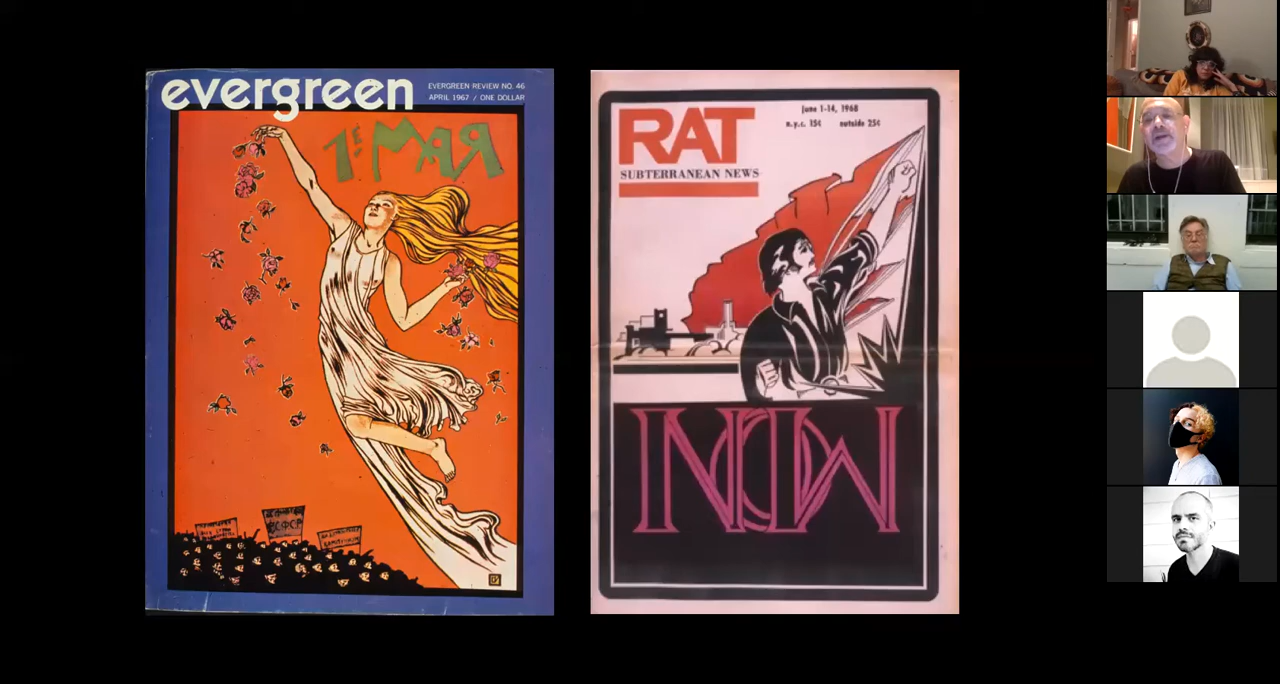 evergreen
EVERGREEN REVIEW NO. 46
APRIL 1967 / ONE DOLLAR
1Е МАЯ
РСФСР
RAT
SUBTERRANEAN NEWS
june 1-14, 1968
n.y.c. 15¢ outside 25¢
NOW